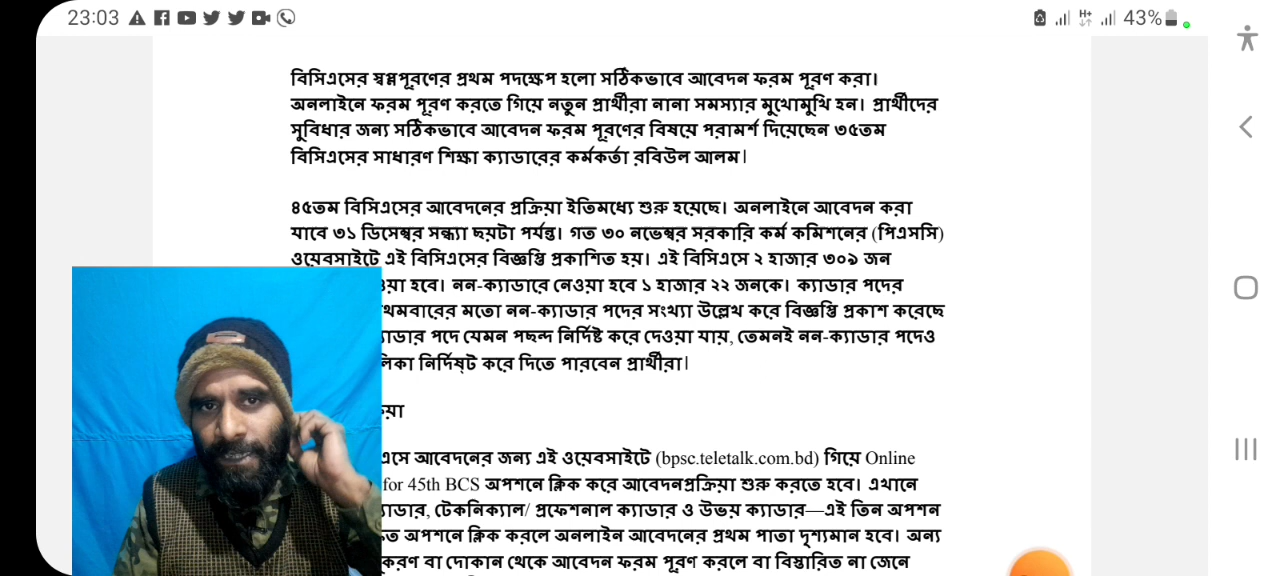 23:03
H+
43%
বিসিএসের স্বপ্নপূরণের প্রথম পদক্ষেপ হলো সঠিকভাবে আবেদন ফরম পূরণ করা।
অনলাইনে ফরম পূরণ করতে গিয়ে নতুন প্রার্থীরা নানা সমস্যার মুখোমুখি হন। প্রার্থীদের
সুবিধার জন্য সঠিকভাবে আবেদন ফরম পূরণের বিষয়ে পরামর্শ দিয়েছেন ৩৫তম
বিসিএসের সাধারণ শিক্ষা ক্যাডারের কর্মকর্তা রবিউল আলম।
৪৫তম বিসিএসের আবেদনের প্রক্রিয়া ইতিমধ্যে শুরু হয়েছে। অনলাইনে আবেদন করা
যাবে ৩১ ডিসেম্বর সন্ধ্যা ছয়টা পর্যন্ত। গত ৩০ নভেম্বর সরকারি কর্ম কমিশনের (পিএসসি)
ওয়েবসাইটে এই বিসিএসের বিজ্ঞপ্তি প্রকাশিত হয়। এই বিসিএসে ২ হাজার ৩০৯ জন
হবে। নন-ক্যাডারে নেওয়া হবে ১ হাজার ২২ জনকে। ক্যাডার পদের
মতো নন-ক্যাডার পদের সংখ্যা উল্লেখ করে বিজ্ঞপ্তি প্রকাশ করেছে
পদে যেমন পছন্দ নির্দিষ্ট করে দেওয়া যায়, তেমনই নন-ক্যাডার পদেও
নির্দিষ্ট করে দিতে পারবেন প্রার্থীরা।
আবেদনের জন্য এই ওয়েবসাইটে (bpsc.teletalk.com.bd) গিয়ে Online
for 45th BCS অপশনে ক্লিক করে আবেদনপ্রক্রিয়া শুরু করতে হবে। এখানে
টেকনিক্যাল/ প্রফেশনাল ক্যাডার ও উভয় ক্যাডার—এই তিন অপশন
অপশনে ক্লিক করলে অনলাইন আবেদনের প্রথম পাতা দৃশ্যমান হবে। অন্য
বা দোকান থেকে আবেদন ফরম পূরণ করলে বা বিস্তারিত না জেনে